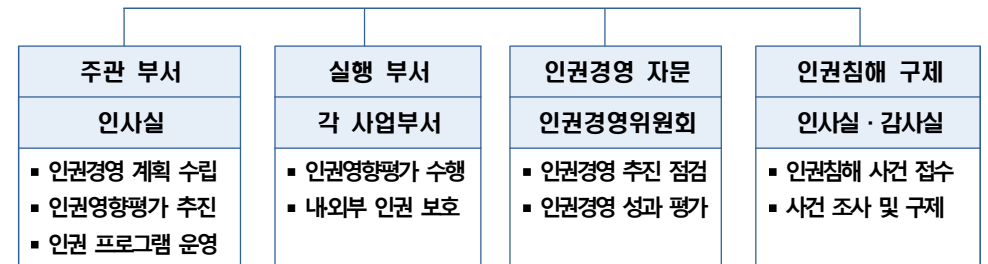 주관 부서
인사실
▪ 인권경영 계획 수립
▪ 인권영향평가 추진
▪ 인권 프로그램 운영
실행 부서
각 사업부서
▪ 인권영향평가 수행
▪ 내·외부 인권 보호
인권경영 자문
인권경영위원회
▪ 인권경영 추진 점검
▪ 인권경영 성과 평가
인권침해 구제
인사실 · 감사실
▪ 인권침해 사건 접수
▪ 사건 조사 및 구제